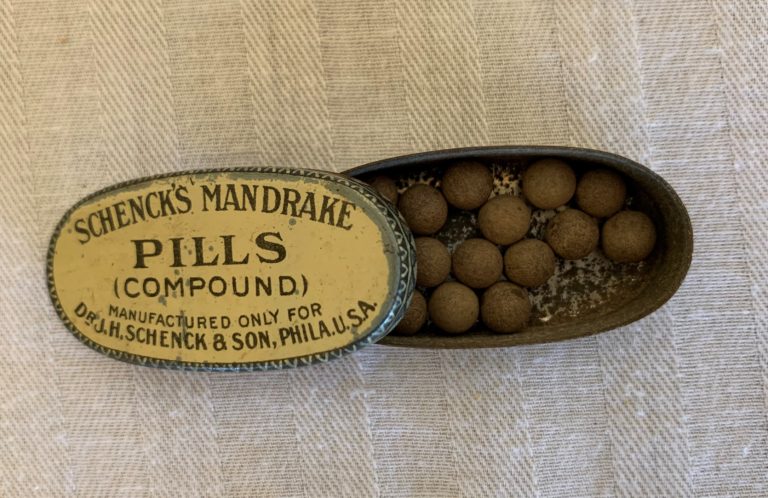 SCHENCK'S MANDRAKE
PILLS
(COMPOUND.)
MANUFACTURED ONLY FOR
DR. J. H. SCHENCK & SON, PHILA. U.S.A.